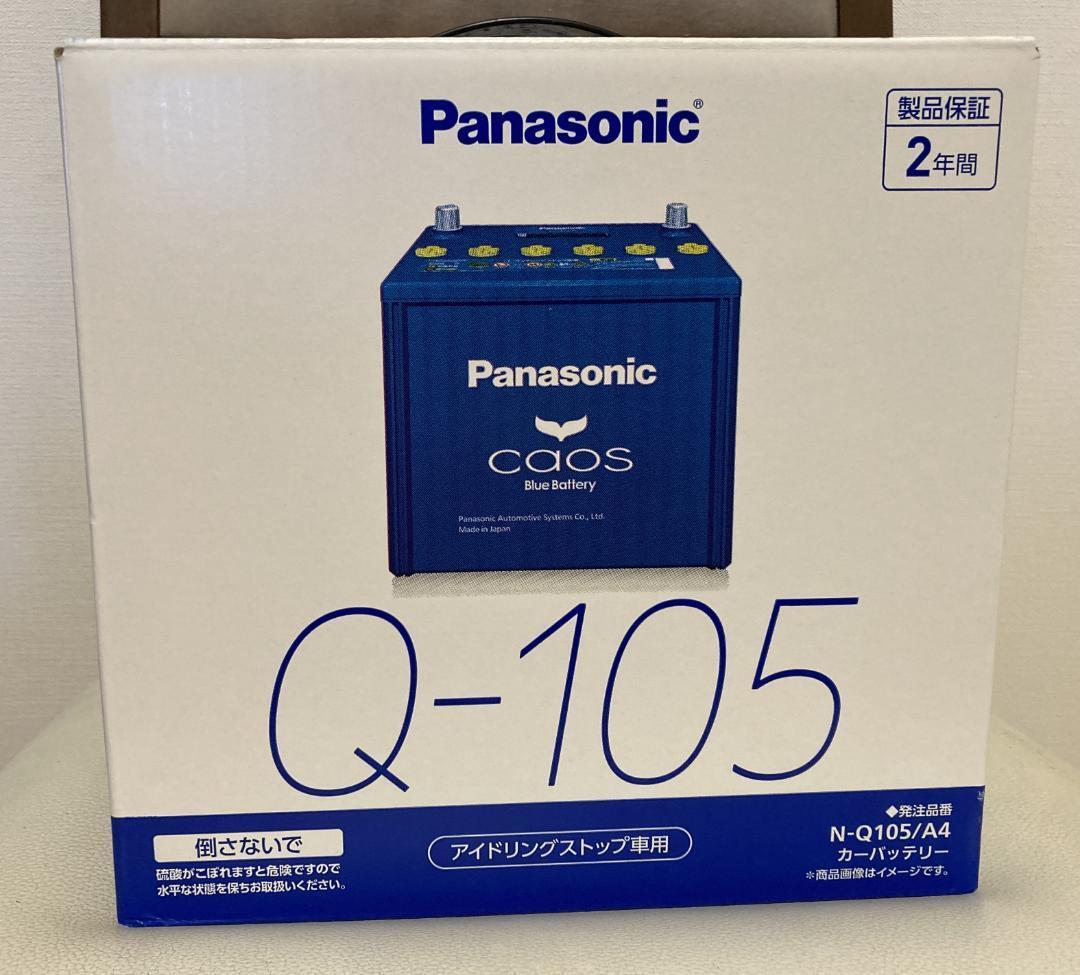 Panasonic®
製品保証
2年間
Panasonic
Panasonic
caos
Blue Battery
Panasonic Automotive Systems Co., Ltd.
Made in Japan
Q-105
倒さないで
硫酸がこぼれますと危険ですので
水平な状態を保ちお取扱いください。
アイドリングストップ車用
◆発注品番
N-Q105/A4
カーバッテリー
※商品画像はイメージです。